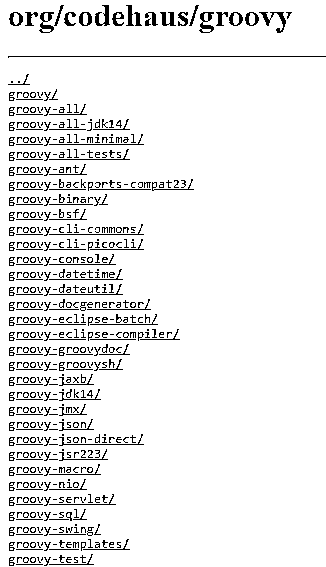 org/codehaus/groovy
../
groovy/
groovy-all/
groovy-all-jdk14/
groovy-all-minimal/
groovy-all-tests/
groovy-ant/
groovy-backports-compat23/
groovy-binary/
groovy-bsf/
groovy-cli-commons/
groovy-cli-picocli/
groovy-console/
groovy-datetime/
groovy-dateutil/
groovy-docgenerator/
groovy-eclipse-batch/
groovy-eclipse-compiler/
groovy-groovydoc/
groovy-groovysh/
groovy-jaxb/
groovy-jdk14/
groovy-jmx/
groovy-json/
groovy-json-direct/
groovy-jsr223/
groovy-macro/
groovy-nio/
groovy-servlet/
groovy-sql/
groovy-swing/
groovy-templates/
groovy-test/